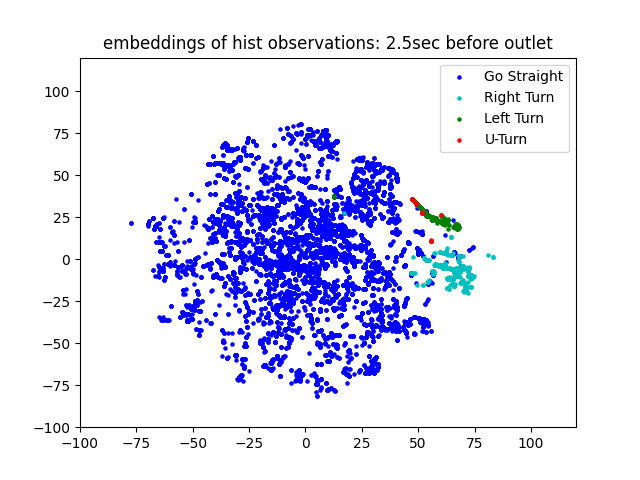 embeddings of hist observations: 2.5sec before outlet
Go Straight
Right Turn
Left Turn
U-Turn
100
75
50
25
0
−25
−50
−75
−100
−100 −75 −50 −25 0 25 50 75 100